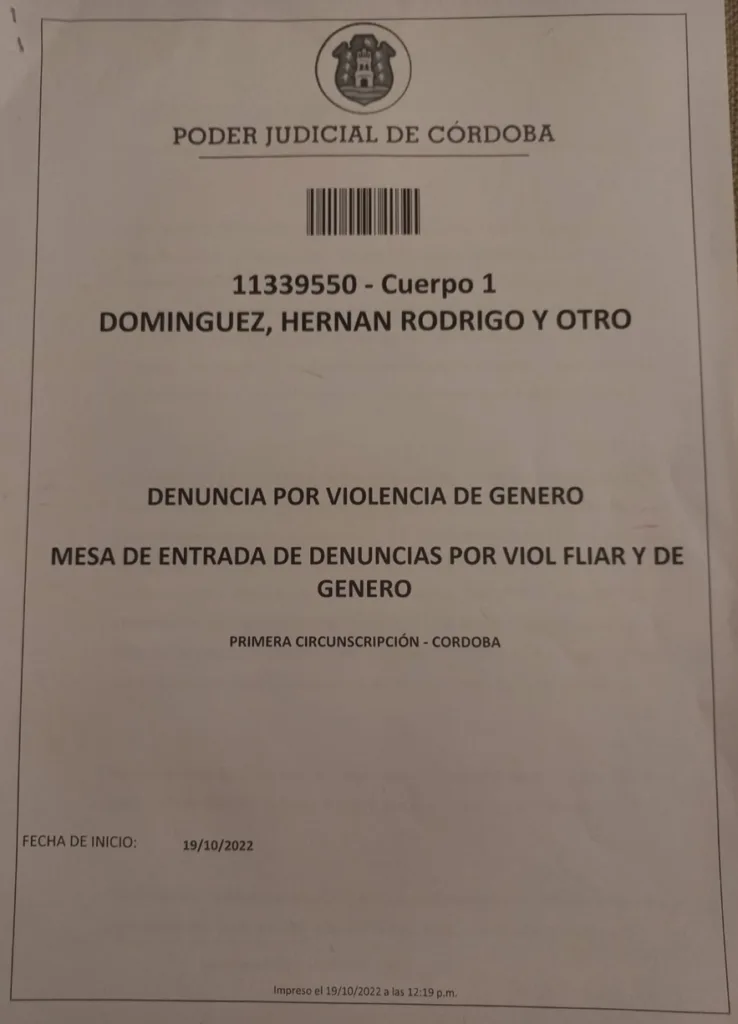 PODER JUDICIAL DE CÓRDOBA
11339550 - Cuerpo 1
DOMINGUEZ, HERNAN RODRIGO Y OTRO
DENUNCIA POR VIOLENCIA DE GENERO
MESA DE ENTRADA DE DENUNCIAS POR VIOL FLIAR Y DE
GENERO
PRIMERA CIRCUNSCRIPCIÓN - CORDOBA
FECHA DE INICIO: 19/10/2022
Impreso el 19/10/2022 a las 12:19 p.m.